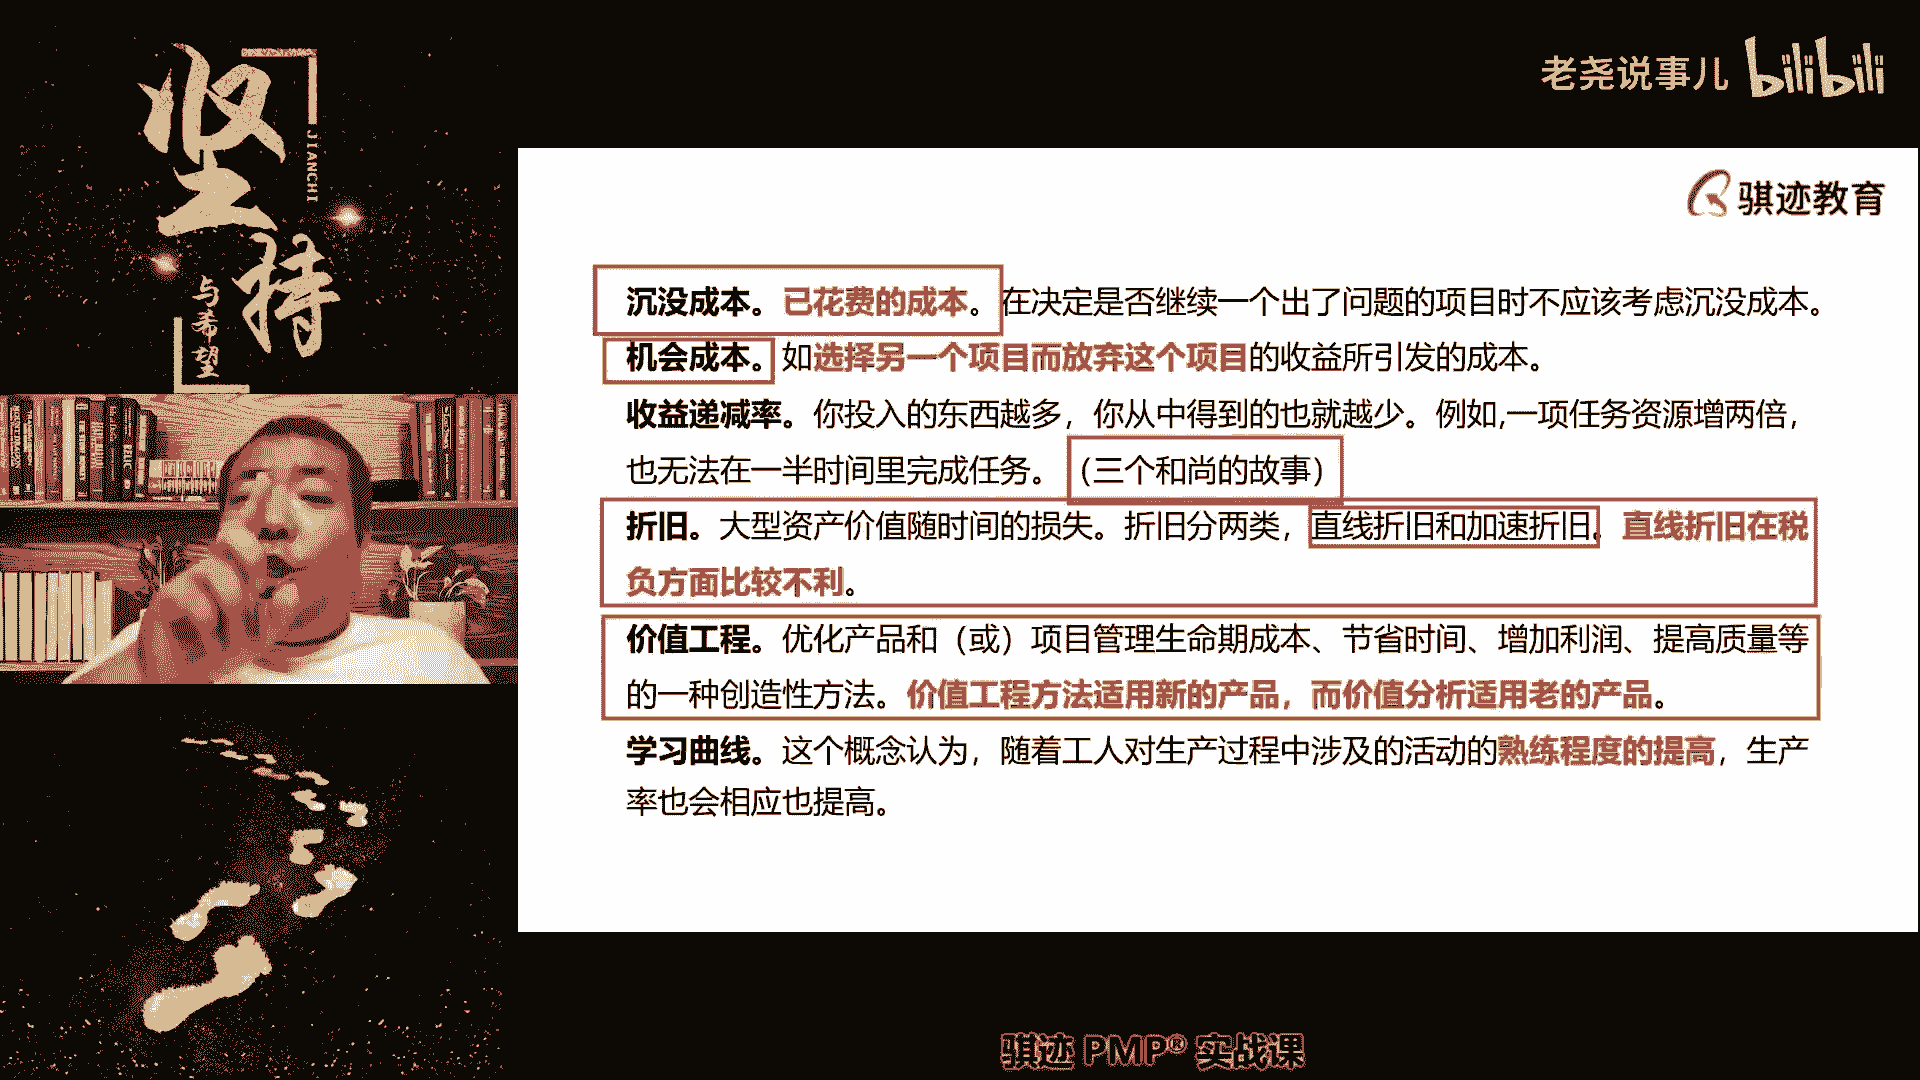 坚持
JIANCHI
与希望
老尧说事儿 bilibili
骐迹教育
沉没成本。已花费的成本。在决定是否继续一个出了问题的项目时不应该考虑沉没成本。
机会成本。如选择另一个项目而放弃这个项目的收益所引发的成本。
收益递减率。你投入的东西越多，你从中得到的也就越少。例如,一项任务资源增两倍，
也无法在一半时间里完成任务。（三个和尚的故事）
折旧。大型资产价值随时间的损失。折旧分两类，直线折旧和加速折旧。直线折旧在税
负方面比较不利。
价值工程。优化产品和（或）项目管理生命期成本、节省时间、增加利润、提高质量等
的一种创造性方法。价值工程方法适用新的产品，而价值分析适用老的产品。
学习曲线。这个概念认为，随着工人对生产过程中涉及的活动的熟练程度的提高，生产
率也会相应也提高。
骐迹 PMP® 实战课